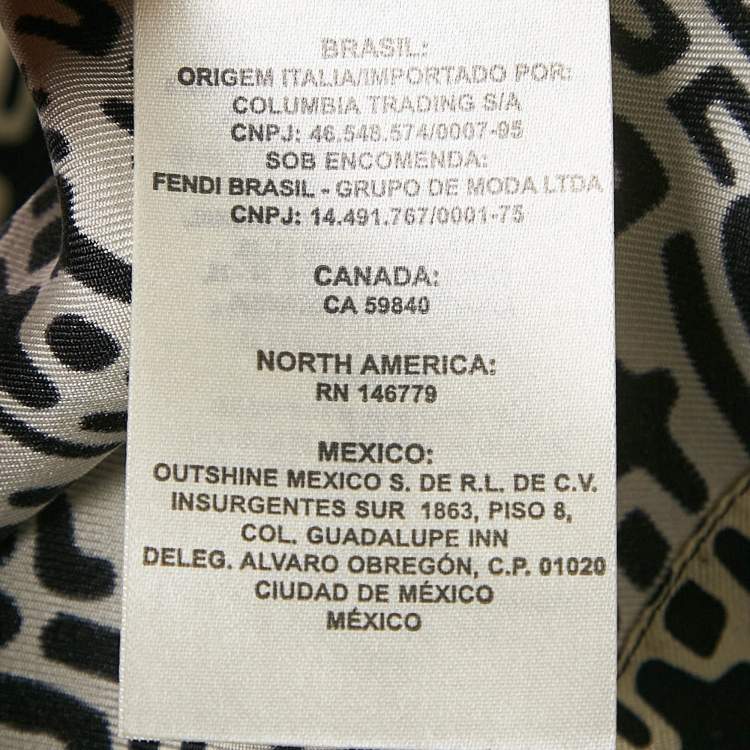 BRASIL:
ORIGEM ITALIA/IMPORTADO POR:
COLUMBIA TRADING S/A
CNPJ: 46.548.574/0007-95
SOB ENCOMENDA:
FENDI BRASIL - GRUPO DE MODA LTDA
CNPJ: 14.491.767/0001-75
CANADA:
CA 59840
NORTH AMERICA:
RN 146779
MEXICO:
OUTSHINE MEXICO S. DE R.L. DE C.V.
INSURGENTES SUR 1863, PISO 8,
COL. GUADALUPE INN
DELEG. ALVARO OBREGÓN, C.P. 01020
CIUDAD DE MÉXICO
MÉXICO